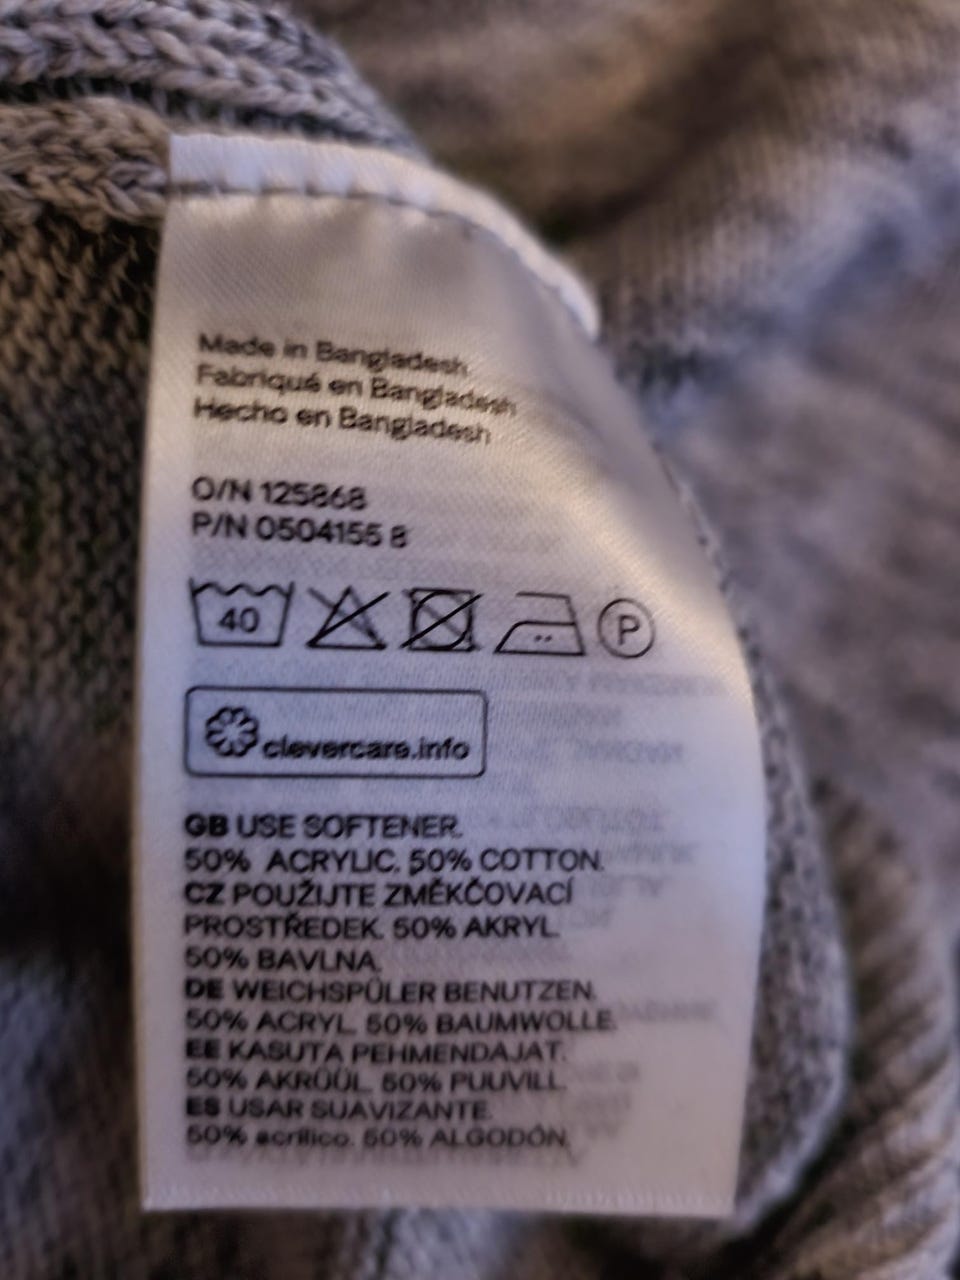 Made in Bangladesh
Fabriqué en Bangladesh
Hecho en Bangladesh
O/N 125868
P/N 0504155 8
40 P
clevercare.info
GB USE SOFTENER.
50% ACRYLIC. 50% COTTON.
CZ POUŽIJTE ZMĚKČOVACÍ
PROSTŘEDEK. 50% AKRYL.
50% BAVLNA.
DE WEICHSPÜLER BENUTZEN.
50% ACRYL. 50% BAUMWOLLE.
EE KASUTA PEHMENDAJAT.
50% AKRÜÜL. 50% PUUVILL.
ES USAR SUAVIZANTE.
50% acrílico. 50% ALGODÓN.